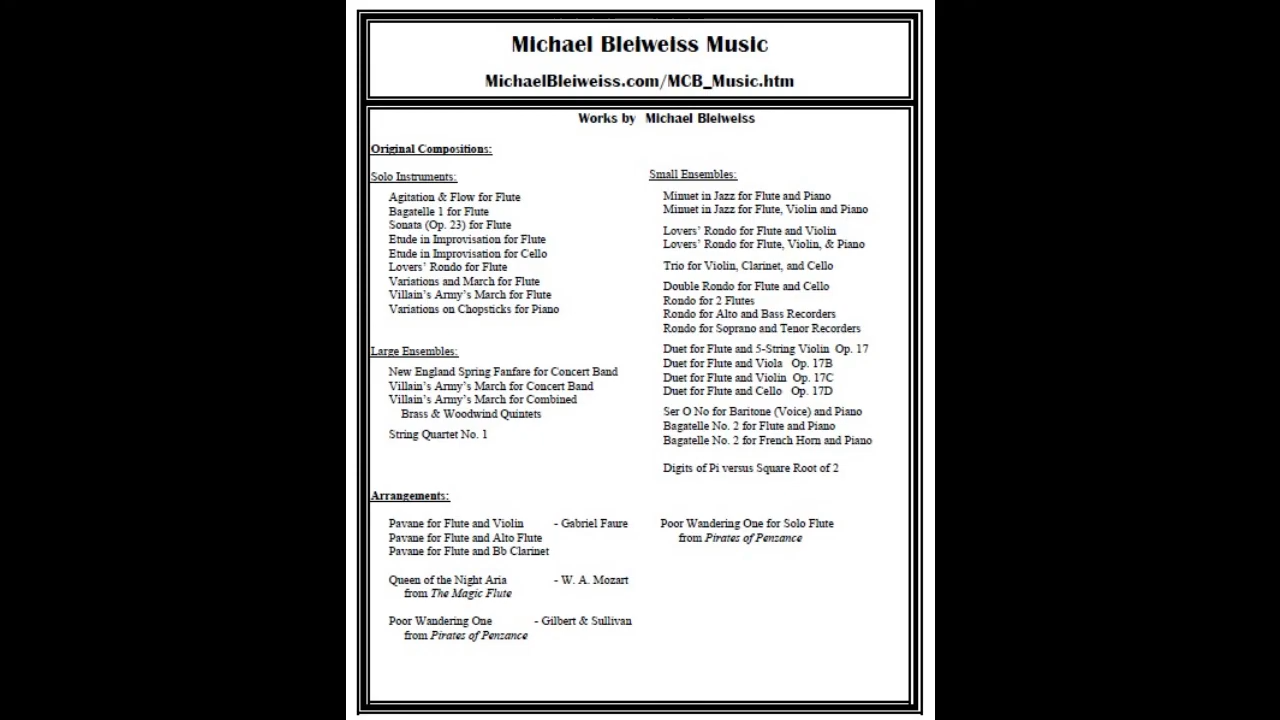 Michael Bleiweiss Music
MichaelBleiweiss.com/MCB_Music.htm
Works by Michael Bleiweiss
Original Compositions:
Solo Instruments:
Agitation & Flow for Flute
Bagatelle 1 for Flute
Sonata (Op. 23) for Flute
Etude in Improvisation for Flute
Etude in Improvisation for Cello
Lovers' Rondo for Flute
Variations and March for Flute
Villain's Army's March for Flute
Variations on Chopsticks for Piano
Large Ensembles:
New England Spring Fanfare for Concert Band
Villain's Army's March for Concert Band
Villain's Army's March for Combined
Brass & Woodwind Quintets
String Quartet No. 1
Small Ensembles:
Minuet in Jazz for Flute and Piano
Minuet in Jazz for Flute, Violin and Piano
Lovers' Rondo for Flute and Violin
Lovers' Rondo for Flute, Violin, & Piano
Trio for Violin, Clarinet, and Cello
Double Rondo for Flute and Cello
Rondo for 2 Flutes
Rondo for Alto and Bass Recorders
Rondo for Soprano and Tenor Recorders
Duet for Flute and 5-String Violin Op. 17
Duet for Flute and Viola Op. 17B
Duet for Flute and Violin Op. 17C
Duet for Flute and Cello Op. 17D
Ser O No for Baritone (Voice) and Piano
Bagatelle No. 2 for Flute and Piano
Bagatelle No. 2 for French Horn and Piano
Digits of Pi versus Square Root of 2
Arrangements:
Pavane for Flute and Violin - Gabriel Faure
Pavane for Flute and Alto Flute
Pavane for Flute and Bb Clarinet
Queen of the Night Aria - W. A. Mozart
from The Magic Flute
Poor Wandering One - Gilbert & Sullivan
from Pirates of Penzance
Poor Wandering One for Solo Flute
from Pirates of Penzance